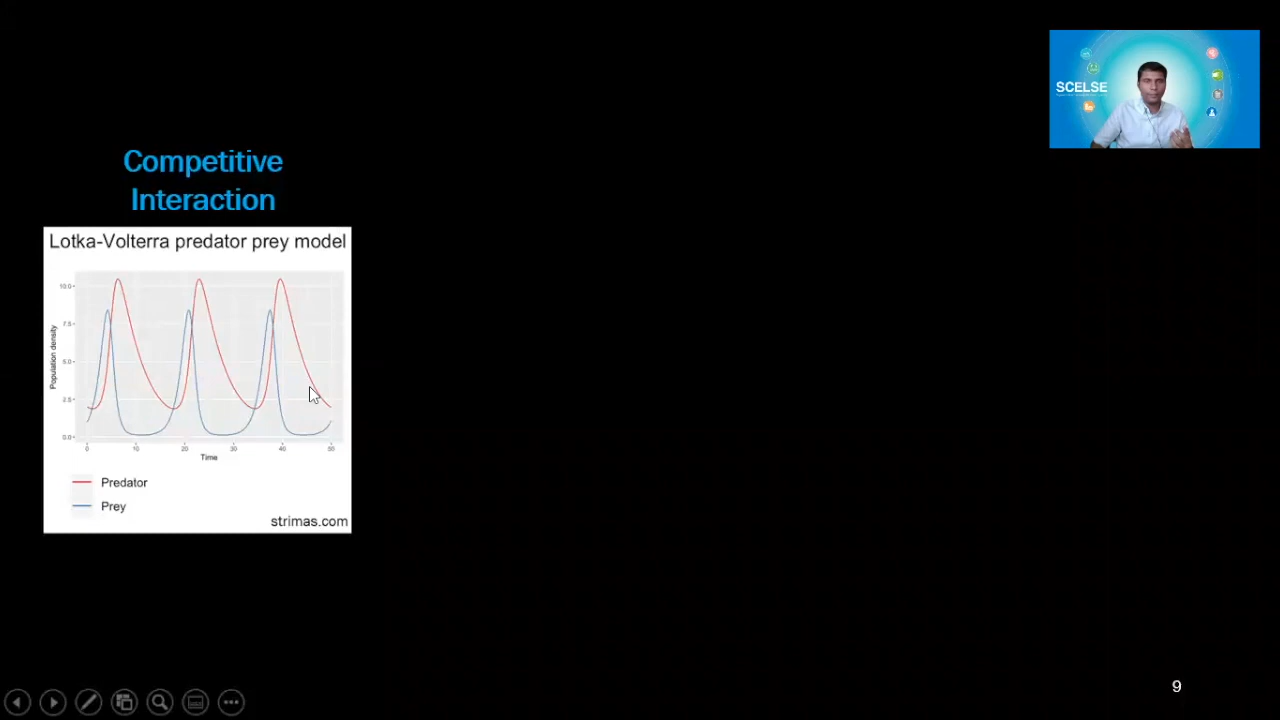 SCELSE
Competitive
Interaction
Lotka-Volterra predator prey model
10.0
7.5
5.0
2.5
0.0
Population density
0 10 20 30 40 50
Time
Predator
Prey
strimas.com
9